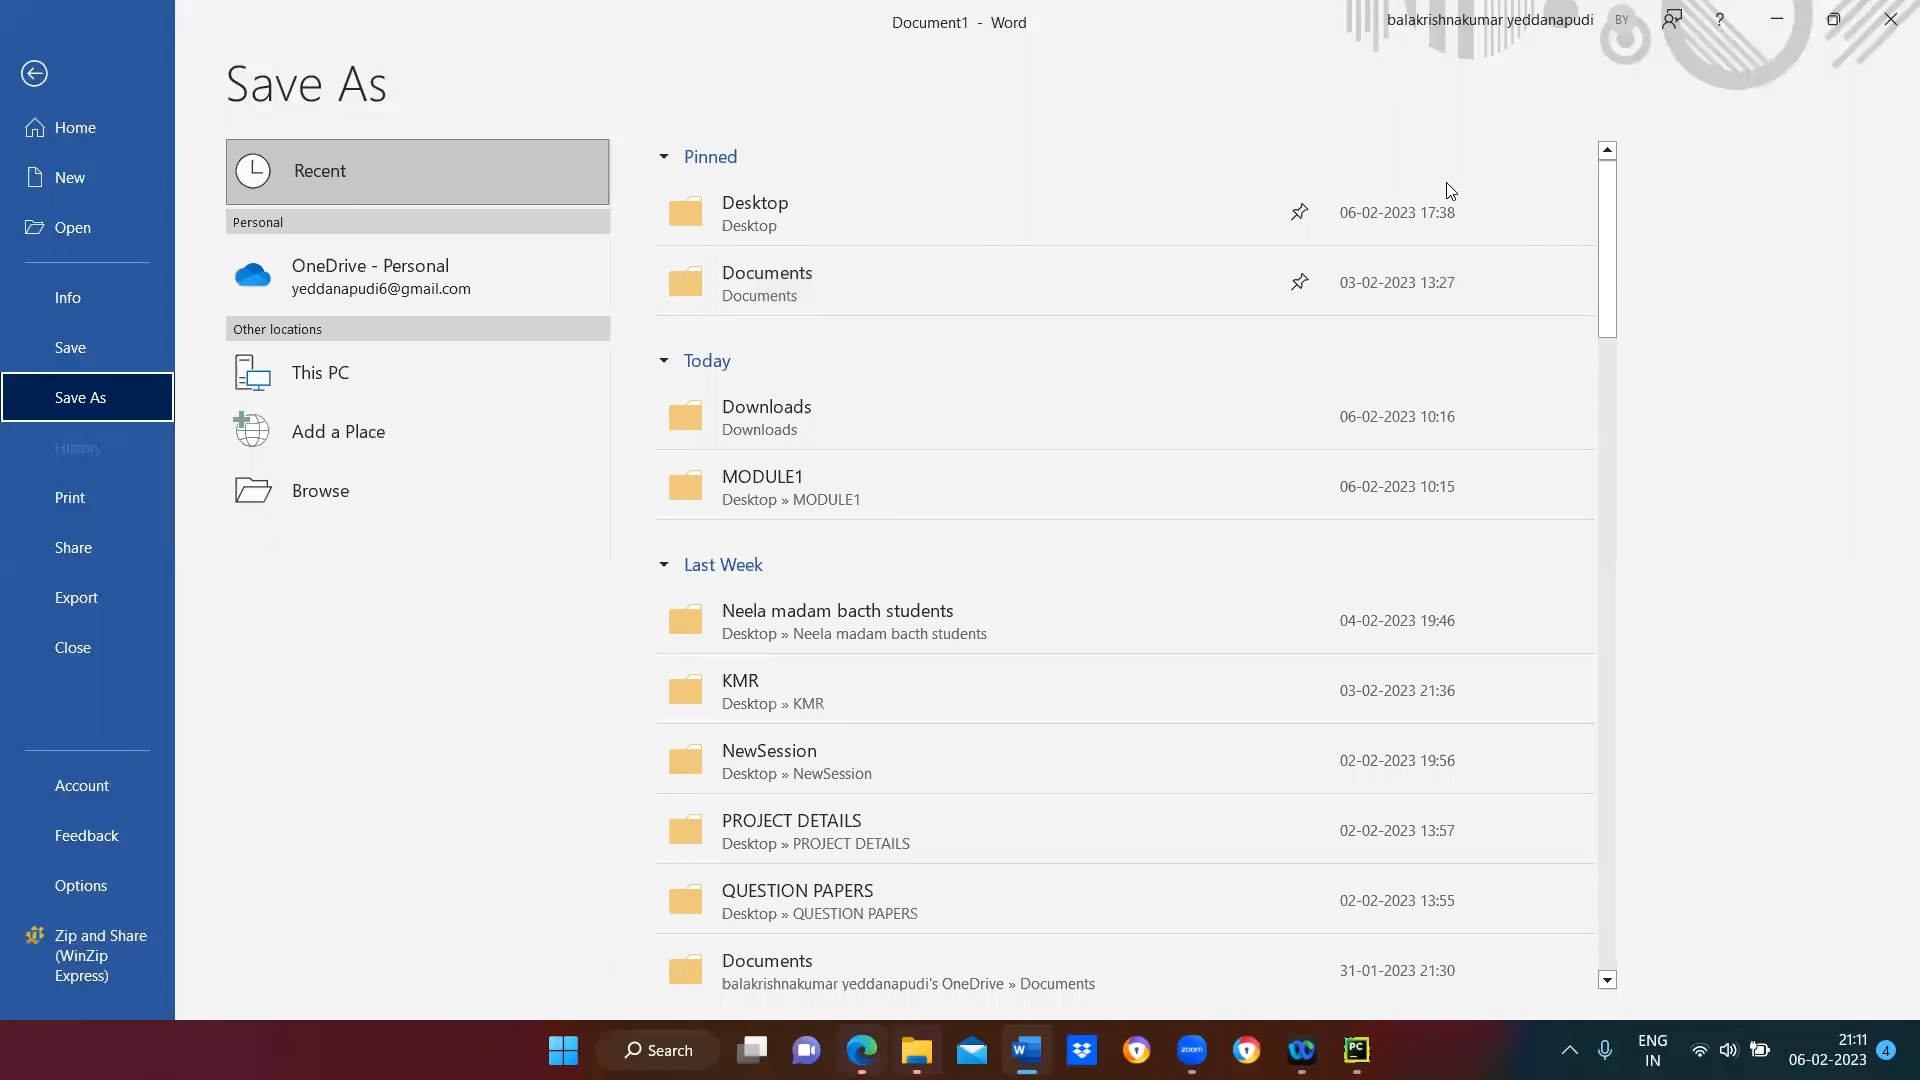 Document1 - Word
balakrishnakumar yeddanapudi
BY
?
Save As
Home
New
Open
Info
Save
Save As
History
Print
Share
Export
Close
Account
Feedback
Options
Zip and Share
(WinZip
Express)
Recent
Personal
OneDrive - Personal
yeddanapudi6@gmail.com
Other locations
This PC
Add a Place
Browse
Pinned
Desktop
Desktop
06-02-2023 17:38
Documents
Documents
03-02-2023 13:27
Today
Downloads
Downloads
06-02-2023 10:16
MODULE1
Desktop » MODULE1
06-02-2023 10:15
Last Week
Neela madam bacth students
Desktop » Neela madam bacth students
04-02-2023 19:46
KMR
Desktop » KMR
03-02-2023 21:36
NewSession
Desktop » NewSession
02-02-2023 19:56
PROJECT DETAILS
Desktop » PROJECT DETAILS
02-02-2023 13:57
QUESTION PAPERS
Desktop » QUESTION PAPERS
02-02-2023 13:55
Documents
balakrishnakumar yeddanapudi's OneDrive » Documents
31-01-2023 21:30
Search
W
zoom
PC
ENG
IN
21:11
06-02-2023
4